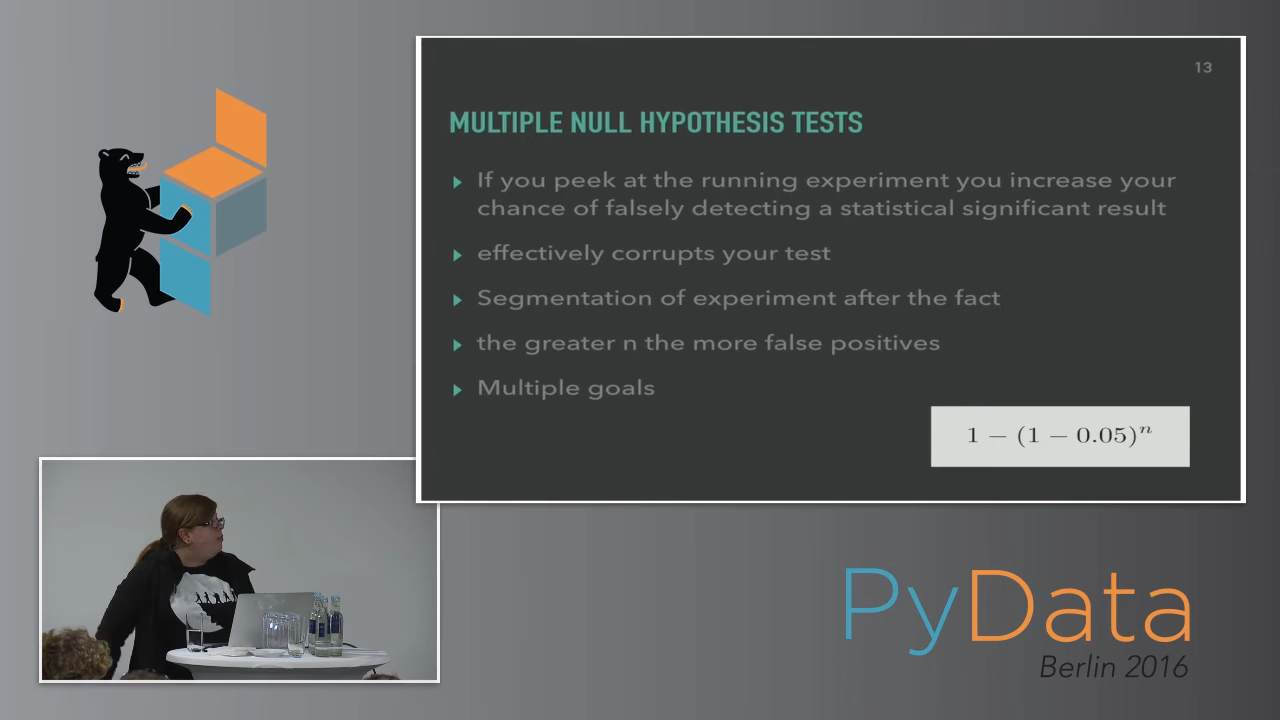 13
MULTIPLE NULL HYPOTHESIS TESTS
If you peek at the running experiment you increase your
chance of falsely detecting a statistical significant result
effectively corrupts your test
Segmentation of experiment after the fact
the greater n the more false positives
Multiple goals
1 − (1 − 0.05)ⁿ
PyData
Berlin 2016